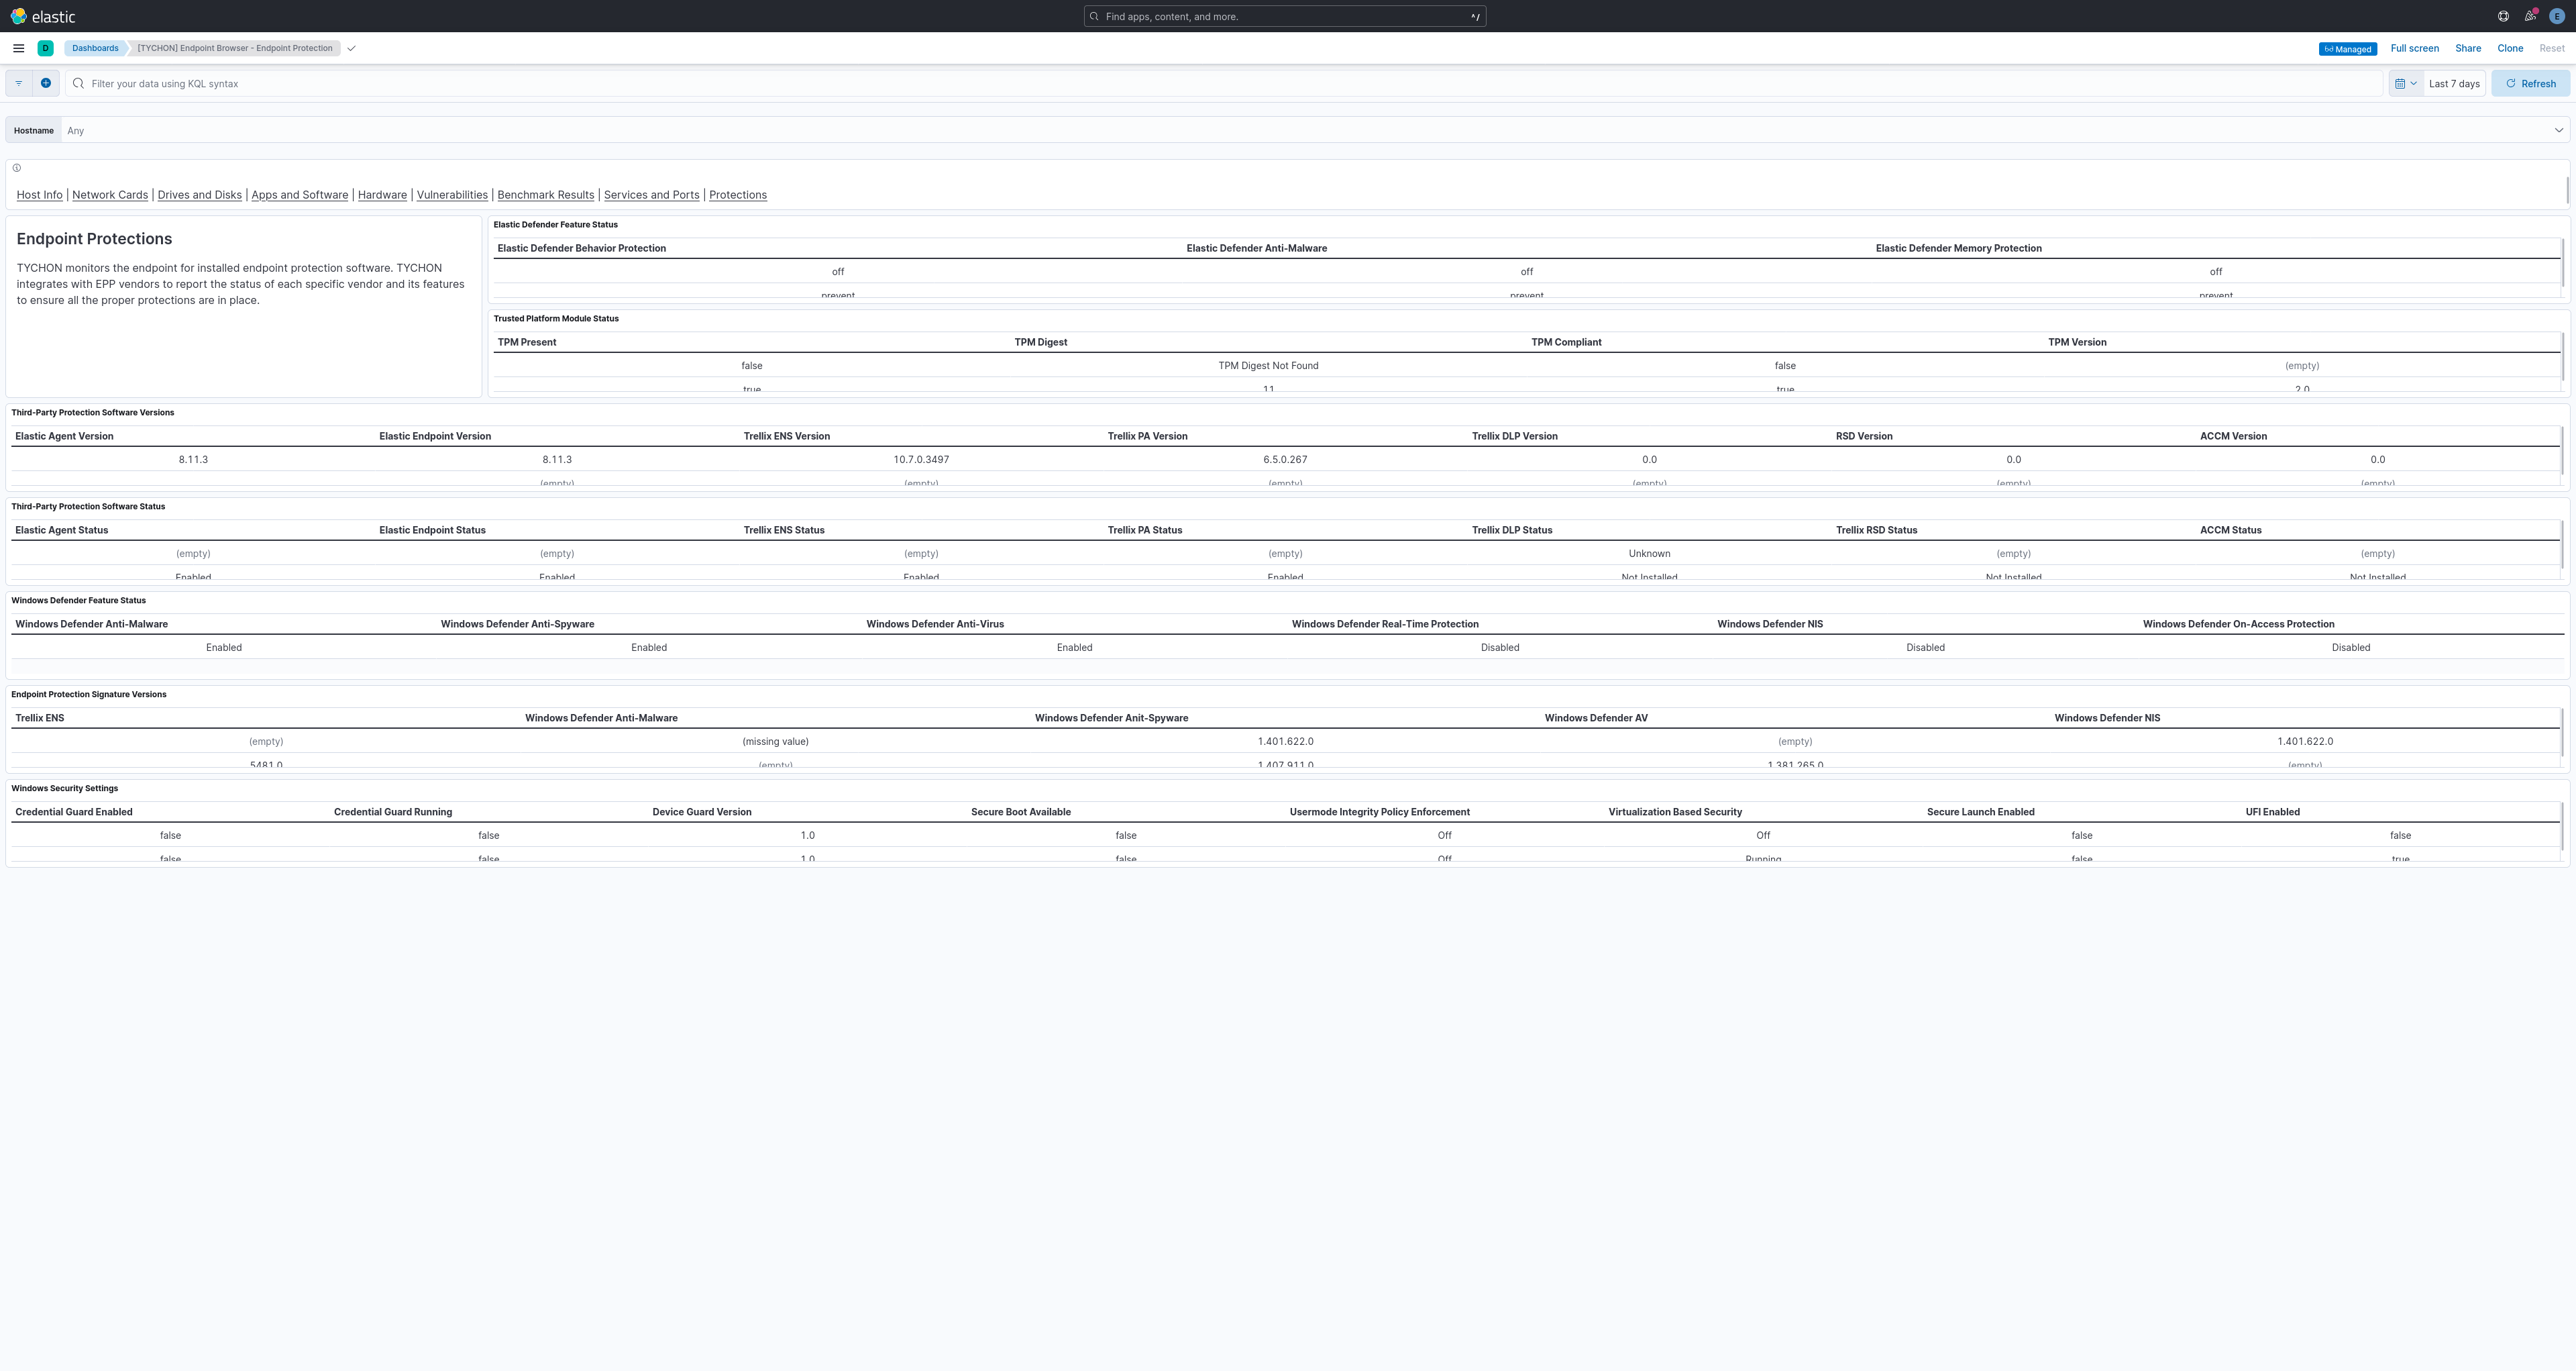 elastic
Find apps, content, and more.
^/
E
D
Dashboards
[TYCHON] Endpoint Browser - Endpoint Protection
Managed
Full screen
Share
Clone
Reset
Filter your data using KQL syntax
Last 7 days
Refresh
Hostname
Any
Host Info | Network Cards | Drives and Disks | Apps and Software | Hardware | Vulnerabilities | Benchmark Results | Services and Ports | Protections
Endpoint Protections
TYCHON monitors the endpoint for installed endpoint protection software. TYCHON
integrates with EPP vendors to report the status of each specific vendor and its features
to ensure all the proper protections are in place.
Elastic Defender Feature Status
Elastic Defender Behavior Protection Elastic Defender Anti-Malware Elastic Defender Memory Protection
off off off
prevent prevent prevent
Trusted Platform Module Status
TPM Present TPM Digest TPM Compliant TPM Version
false TPM Digest Not Found false (empty)
true 11 true 2.0
Third-Party Protection Software Versions
Elastic Agent Version Elastic Endpoint Version Trellix ENS Version Trellix PA Version Trellix DLP Version RSD Version ACCM Version
8.11.3 8.11.3 10.7.0.3497 6.5.0.267 0.0 0.0 0.0
(empty) (empty) (empty) (empty) (empty) (empty)
Third-Party Protection Software Status
Elastic Agent Status Elastic Endpoint Status Trellix ENS Status Trellix PA Status Trellix DLP Status Trellix RSD Status ACCM Status
(empty) (empty) (empty) (empty) Unknown (empty) (empty)
Enabled Enabled Enabled Enabled Not Installed Not Installed Not Installed
Windows Defender Feature Status
Windows Defender Anti-Malware Windows Defender Anti-Spyware Windows Defender Anti-Virus Windows Defender Real-Time Protection Windows Defender NIS Windows Defender On-Access Protection
Enabled Enabled Enabled Disabled Disabled Disabled
Endpoint Protection Signature Versions
Trellix ENS Windows Defender Anti-Malware Windows Defender Anit-Spyware Windows Defender AV Windows Defender NIS
(empty) (missing value) 1.401.622.0 (empty) 1.401.622.0
5481.0 (empty) 1.407.911.0 1.381.265.0 (empty)
Windows Security Settings
Credential Guard Enabled Credential Guard Running Device Guard Version Secure Boot Available Usermode Integrity Policy Enforcement Virtualization Based Security Secure Launch Enabled UFI Enabled
false false 1.0 false Off Off false false
false false 1.0 false Off Running false true